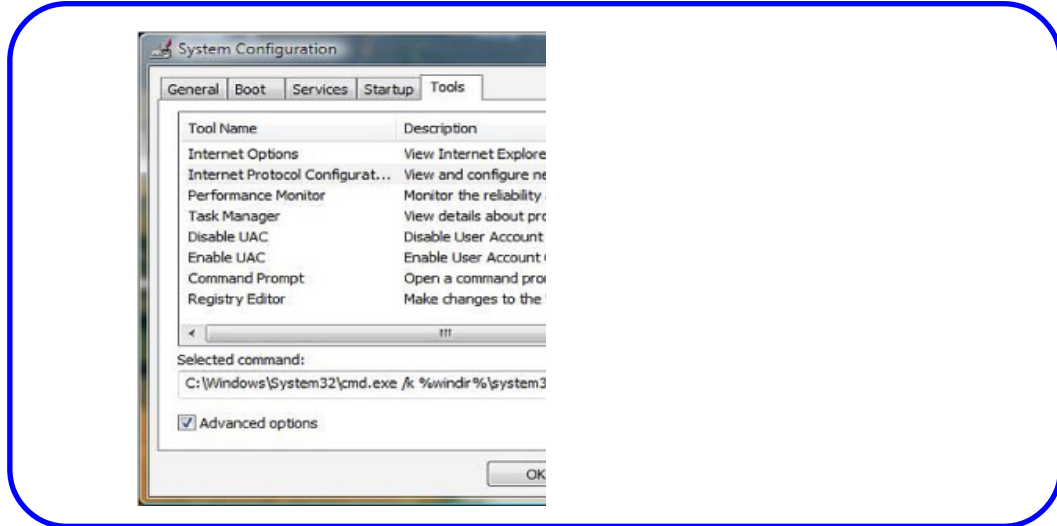 System Configuration
General Boot Services Startup Tools
Tool Name Description
Internet Options View Internet Explore
Internet Protocol Configurat... View and configure ne
Performance Monitor Monitor the reliability
Task Manager View details about pro
Disable UAC Disable User Account
Enable UAC Enable User Account
Command Prompt Open a command pro
Registry Editor Make changes to the
Selected command:
C:\Windows\System32\cmd.exe /k %windir%\system3
Advanced options
OK